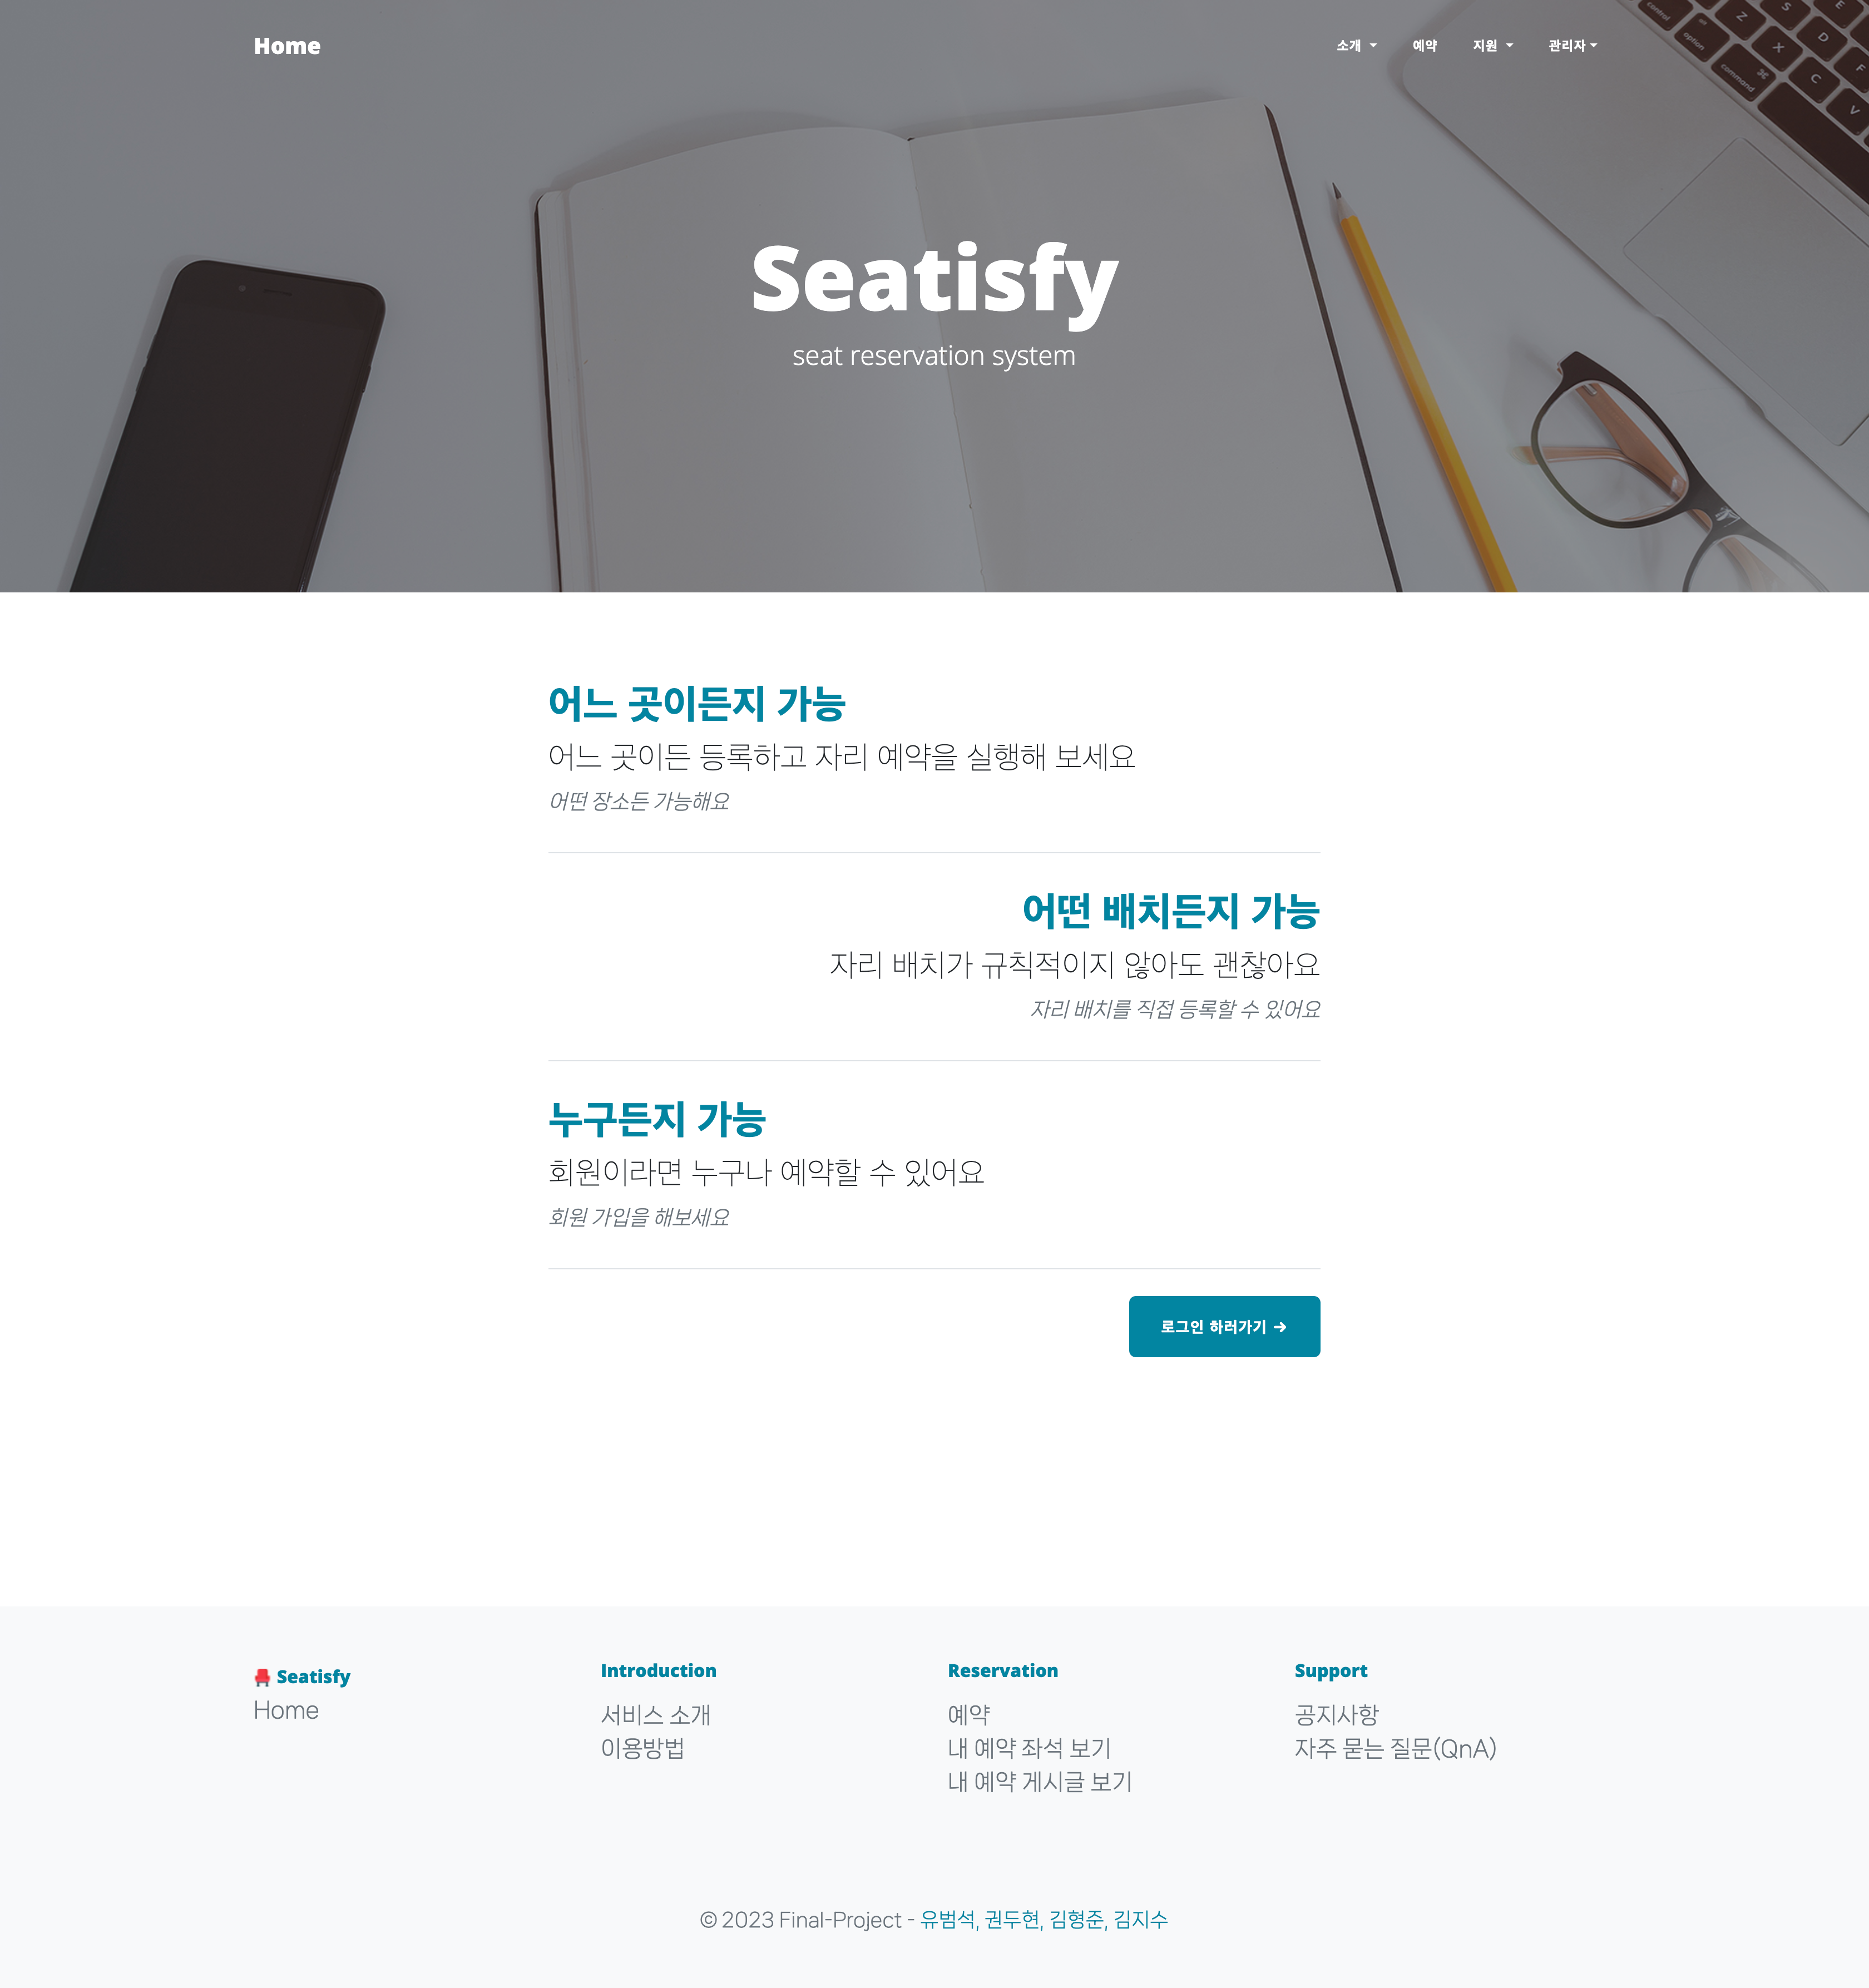 Home
소개
예약
지원
관리자
control
option
command
⌘
Z
X
C
V
S
D
F
E
Seatisfy
seat reservation system
어느 곳이든지 가능
어느 곳이든 등록하고 자리 예약을 실행해 보세요
어떤 장소든 가능해요
어떤 배치든지 가능
자리 배치가 규칙적이지 않아도 괜찮아요
자리 배치를 직접 등록할 수 있어요
누구든지 가능
회원이라면 누구나 예약할 수 있어요
회원 가입을 해보세요
로그인 하러가기 →
Seatisfy
Home
Introduction
서비스 소개
이용방법
Reservation
예약
내 예약 좌석 보기
내 예약 게시글 보기
Support
공지사항
자주 묻는 질문(QnA)
© 2023 Final-Project - 유범석, 권두현, 김형준, 김지수